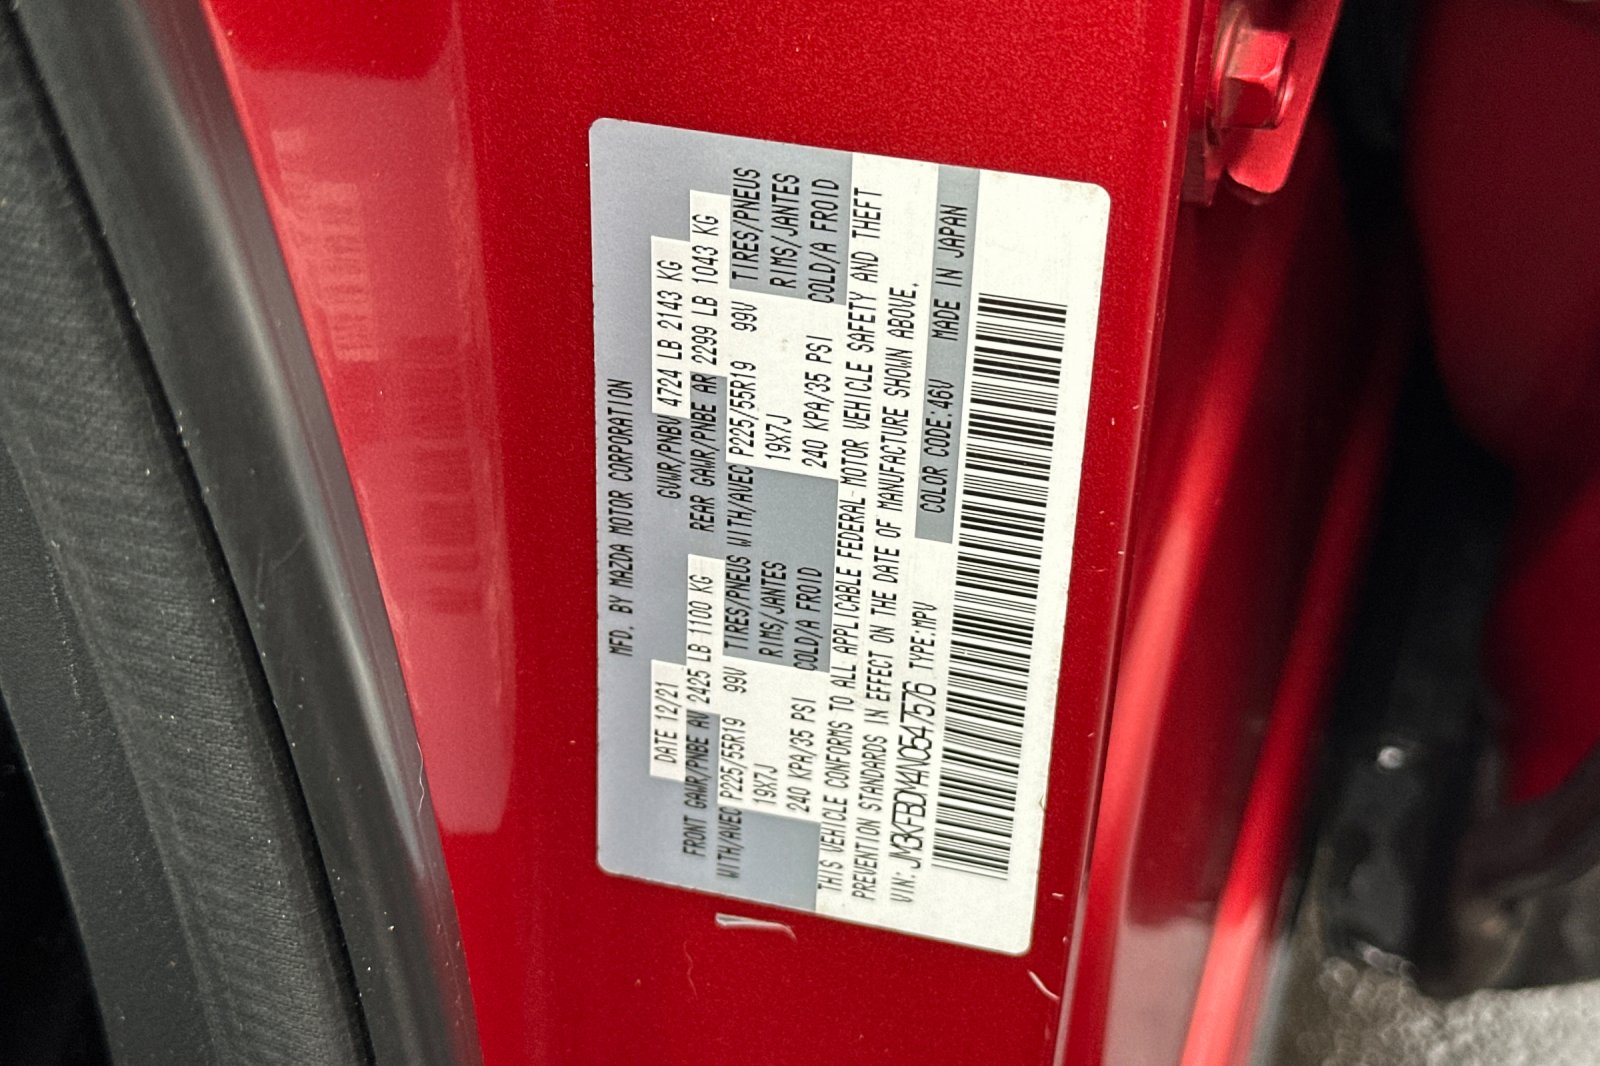 MFD. BY MAZDA MOTOR CORPORATION
DATE 12/21 GVWR/PNBV 4724 LB 2143 KG
FRONT GAWR/PNBE AV 2425 LB 1100 KG REAR GAWR/PNBE AR 2299 LB 1043 KG
WITH/AVEC P225/55R19 99V TIRES/PNEUS WITH/AVEC P225/55R19 99V TIRES/PNEUS
19X7J RIMS/JANTES 19X7J RIMS/JANTES
240 KPA/35 PSI COLD/A FROID 240 KPA/35 PSI COLD/A FROID
THIS VEHICLE CONFORMS TO ALL APPLICABLE FEDERAL MOTOR VEHICLE SAFETY AND THEFT
PREVENTION STANDARDS IN EFFECT ON THE DATE OF MANUFACTURE SHOWN ABOVE.
VIN: JM3KFBDM4N0547576 TYPE:MPV COLOR CODE:46V MADE IN JAPAN